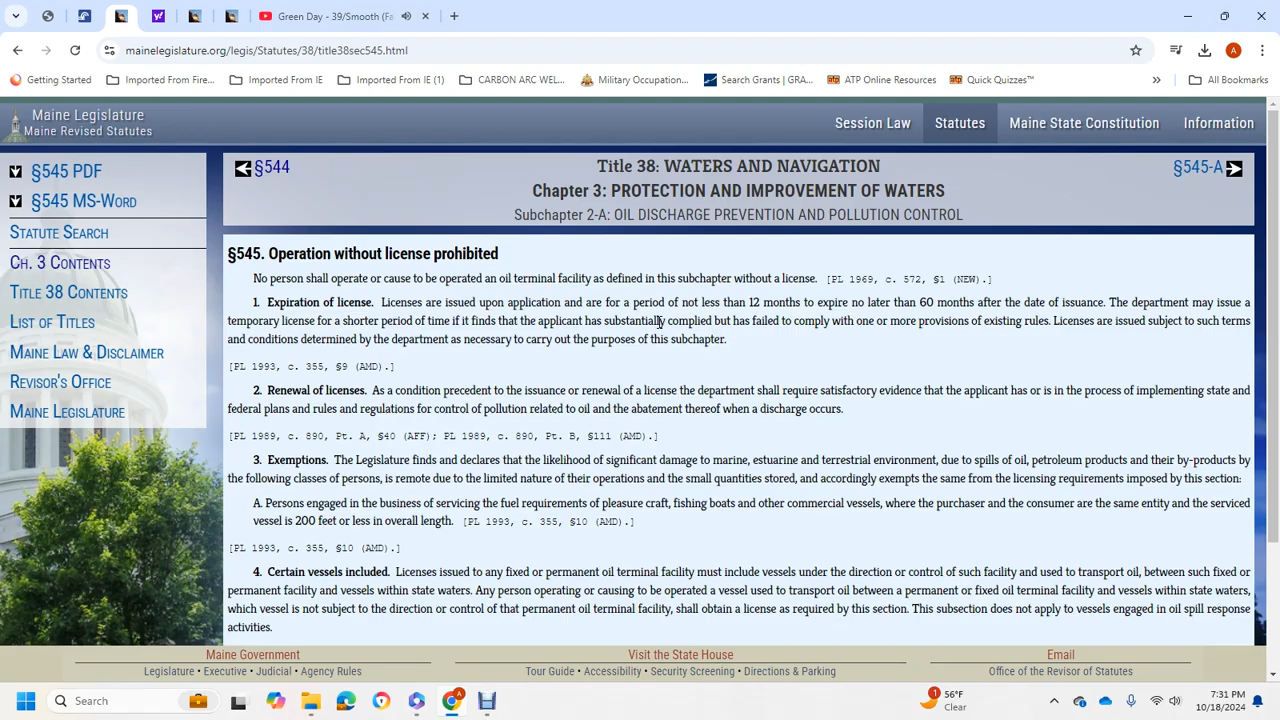 Green Day - 39/Smooth (Fa
mainelegislature.org/legis/Statutes/38/title38sec545.html
A
Getting Started
Imported From Fire...
Imported From IE
Imported From IE (1)
CARBON ARC WEL...
Military Occupation...
Search Grants | GRA...
ATP Online Resources
Quick Quizzes™
All Bookmarks
Maine Legislature
Maine Revised Statutes
Session Law
Statutes
Maine State Constitution
Information
§545 PDF
§545 MS-Word
Statute Search
Ch. 3 Contents
Title 38 Contents
List of Titles
Maine Law & Disclaimer
Revisor's Office
Maine Legislature
§544
Title 38: WATERS AND NAVIGATION
§545-A
Chapter 3: PROTECTION AND IMPROVEMENT OF WATERS
Subchapter 2-A: OIL DISCHARGE PREVENTION AND POLLUTION CONTROL
§545. Operation without license prohibited
No person shall operate or cause to be operated an oil terminal facility as defined in this subchapter without a license. [PL 1969, c. 572, §1 (NEW).]
1. Expiration of license. Licenses are issued upon application and are for a period of not less than 12 months to expire no later than 60 months after the date of issuance. The department may issue a
temporary license for a shorter period of time if it finds that the applicant has substantially complied but has failed to comply with one or more provisions of existing rules. Licenses are issued subject to such terms
and conditions determined by the department as necessary to carry out the purposes of this subchapter.
[PL 1993, c. 355, §9 (AMD).]
2. Renewal of licenses. As a condition precedent to the issuance or renewal of a license the department shall require satisfactory evidence that the applicant has or is in the process of implementing state and
federal plans and rules and regulations for control of pollution related to oil and the abatement thereof when a discharge occurs.
[PL 1989, c. 890, Pt. A, §40 (AFF); PL 1989, c. 890, Pt. B, §111 (AMD).]
3. Exemptions. The Legislature finds and declares that the likelihood of significant damage to marine, estuarine and terrestrial environment, due to spills of oil, petroleum products and their by-products by
the following classes of persons, is remote due to the limited nature of their operations and the small quantities stored, and accordingly exempts the same from the licensing requirements imposed by this section:
A. Persons engaged in the business of servicing the fuel requirements of pleasure craft, fishing boats and other commercial vessels, where the purchaser and the consumer are the same entity and the serviced
vessel is 200 feet or less in overall length. [PL 1993, c. 355, §10 (AMD).]
[PL 1993, c. 355, §10 (AMD).]
4. Certain vessels included. Licenses issued to any fixed or permanent oil terminal facility must include vessels under the direction or control of such facility and used to transport oil, between such fixed or
permanent facility and vessels within state waters. Any person operating or causing to be operated a vessel used to transport oil between a permanent or fixed oil terminal facility and vessels within state waters,
which vessel is not subject to the direction or control of that permanent oil terminal facility, shall obtain a license as required by this section. This subsection does not apply to vessels engaged in oil spill response
activities.
Maine Government
Visit the State House
Email
Legislature • Executive • Judicial • Agency Rules
Tour Guide • Accessibility • Security Screening • Directions & Parking
Office of the Revisor of Statutes
Search
1
56°F
Clear
7:31 PM
10/18/2024